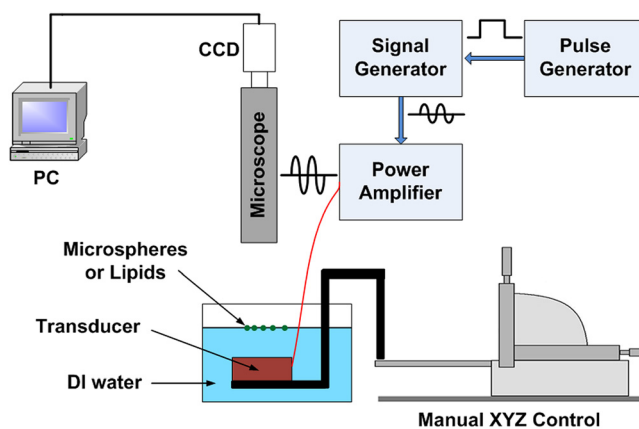 CCD
Signal
Generator
Pulse
Generator
PC
Microscope
Power
Amplifier
Microspheres
or Lipids
Transducer
DI water
Manual XYZ Control